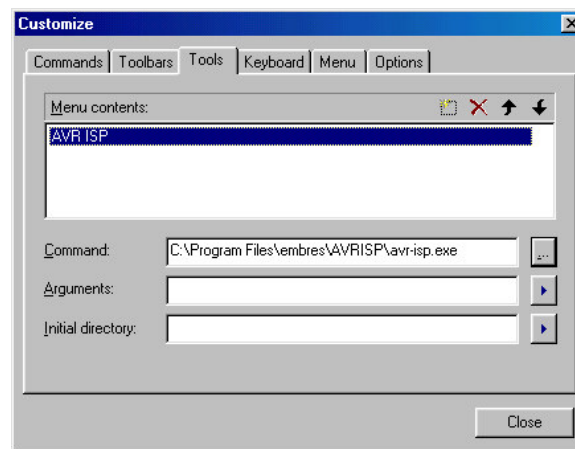 Customize
Commands Toolbars Tools Keyboard Menu Options
Menu contents:
AVR ISP
Command: C:\Program Files\embres\AVRISP\avr-isp.exe ...
Arguments:
Initial directory:
Close